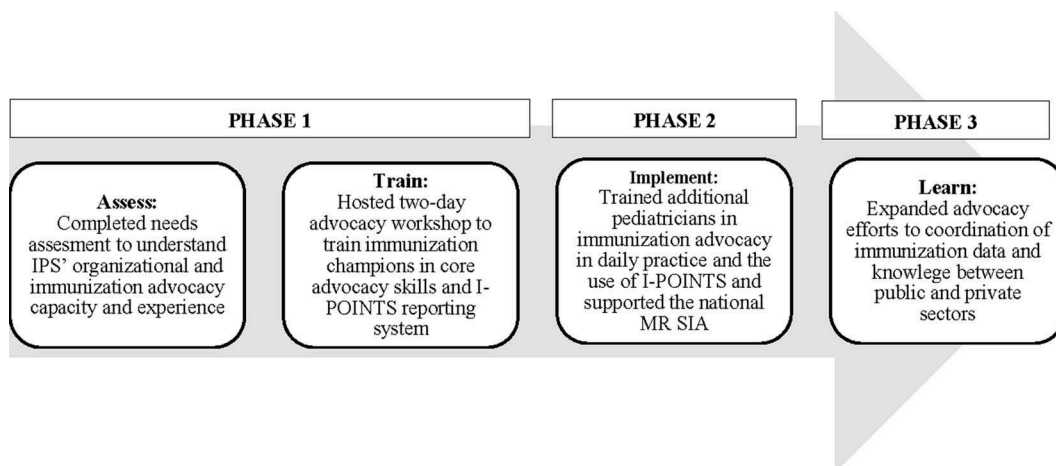 PHASE 1
PHASE 2
PHASE 3
Assess:
Completed needs
assesment to understand
IPS’ organizational and
immunization advocacy
capacity and experience
Train:
Hosted two-day
advocacy workshop to
train immunization
champions in core
advocacy skills and I-
POINTS reporting
system
Implement:
Trained additional
pediatricians in
immunization advocacy
in daily practice and the
use of I-POINTS and
supported the national
MR SIA
Learn:
Expanded advocacy
efforts to coordination of
immunization data and
knowlege between
public and private
sectors